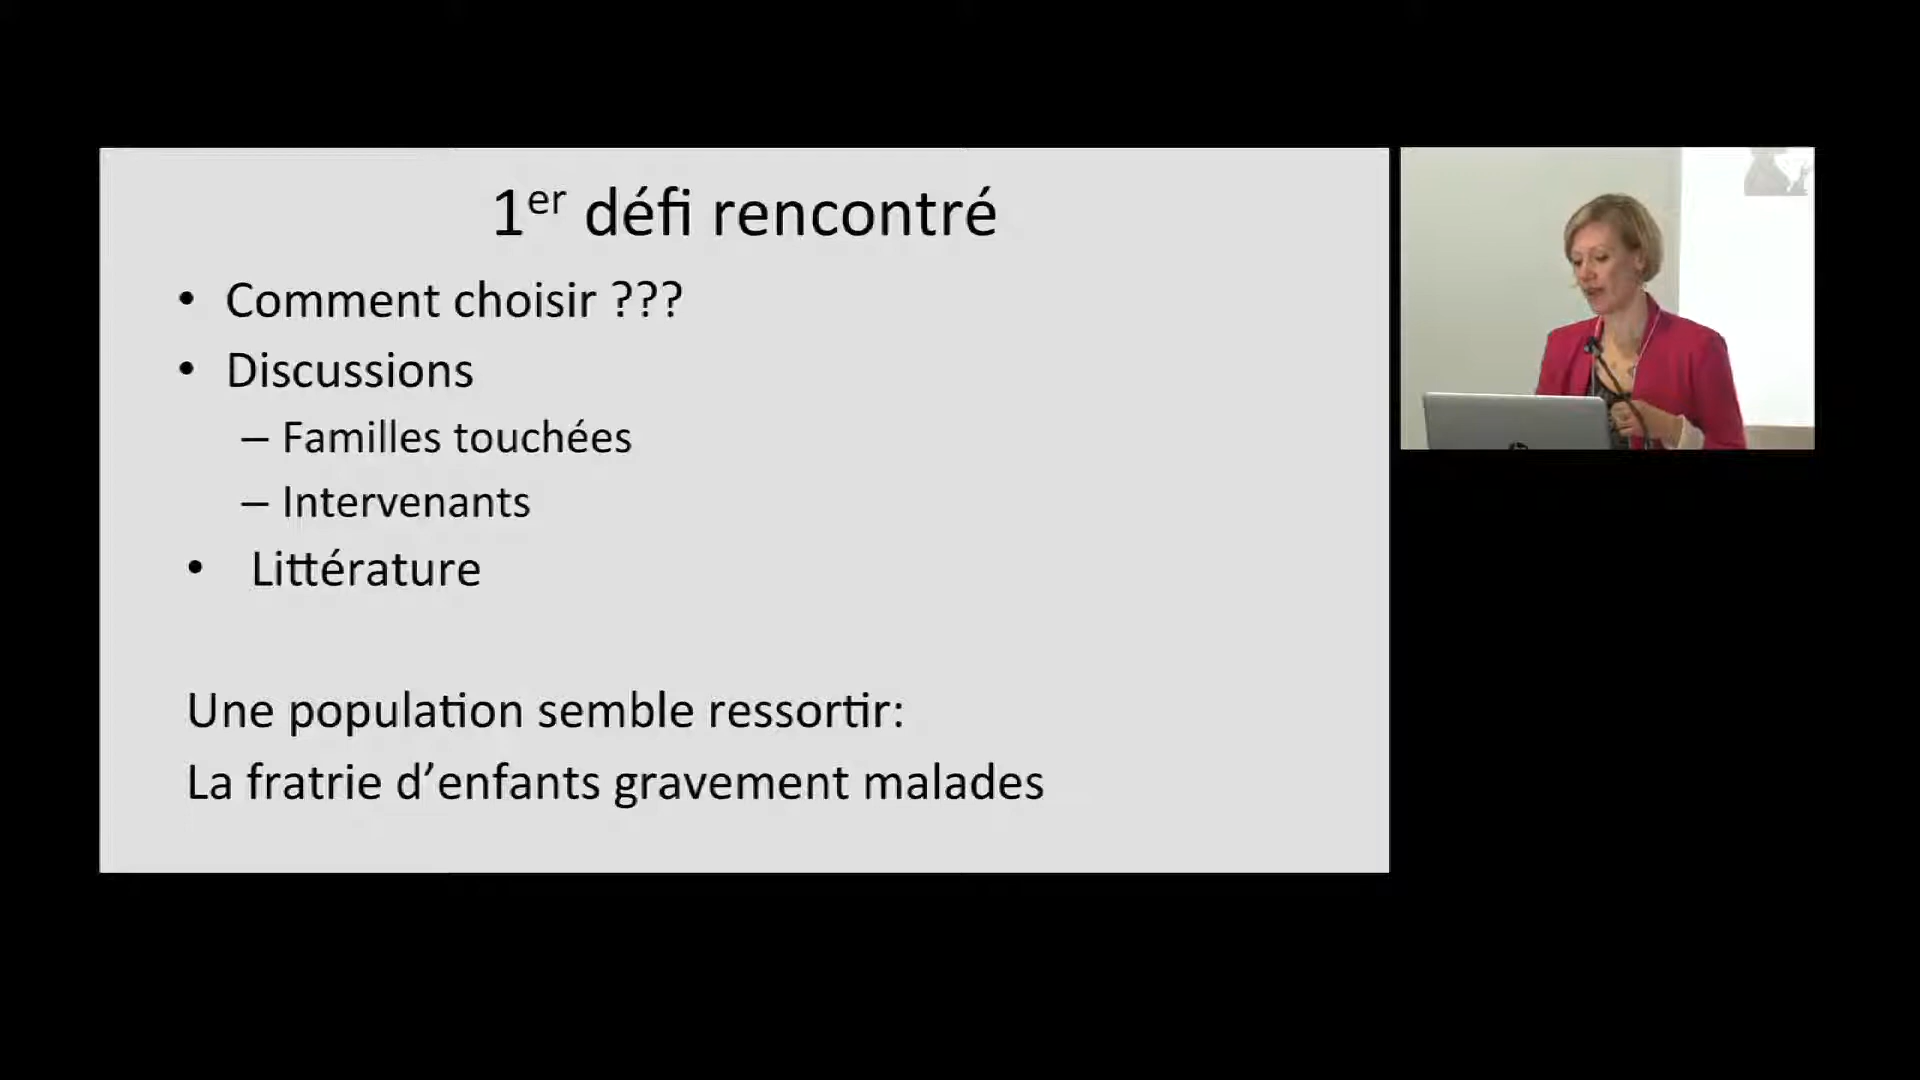 1er défi rencontré
• Comment choisir ???
• Discussions
– Familles touchées
– Intervenants
• Littérature
Une population semble ressortir:
La fratrie d’enfants gravement malades